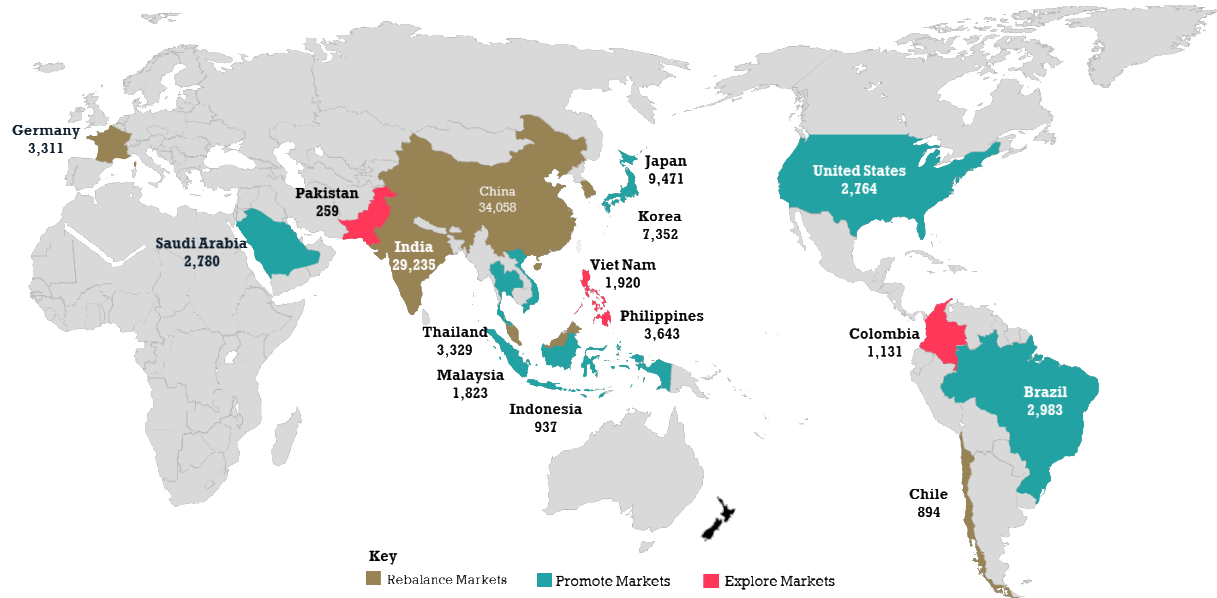 Germany
3,311
Saudi Arabia
2,780
Pakistan
259
India
29,235
China
34,058
Japan
9,471
Korea
7,352
Viet Nam
1,920
Philippines
3,643
Thailand
3,329
Malaysia
1,823
Indonesia
937
United States
2,764
Colombia
1,131
Brazil
2,983
Chile
894
Key
Rebalance Markets
Promote Markets
Explore Markets